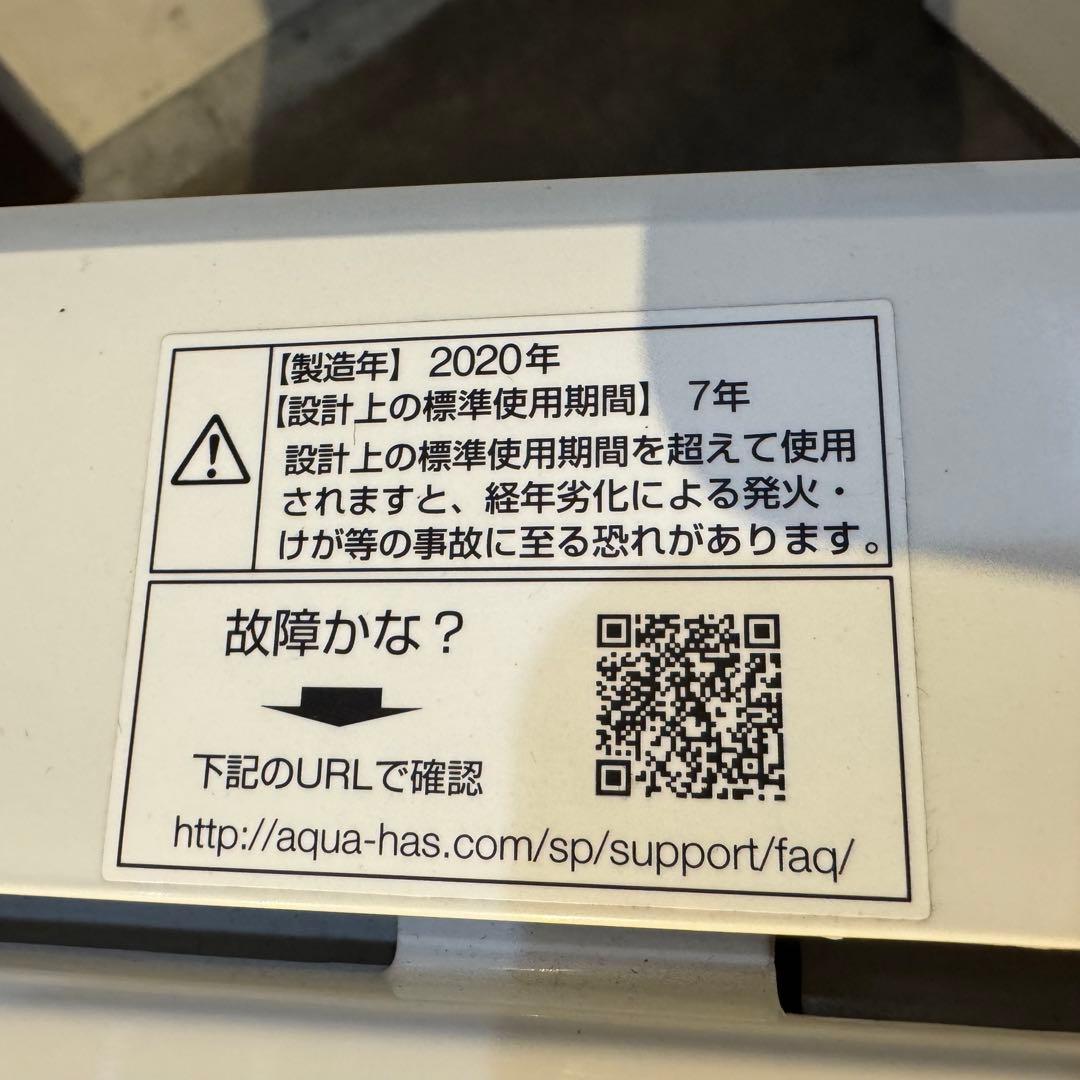 【製造年】 2020年
【設計上の標準使用期間】 7年
設計上の標準使用期間を超えて使用
されますと、経年劣化による発火・
けが等の事故に至る恐れがあります。
故障かな？
下記のURLで確認
http://aqua-has.com/sp/support/faq/